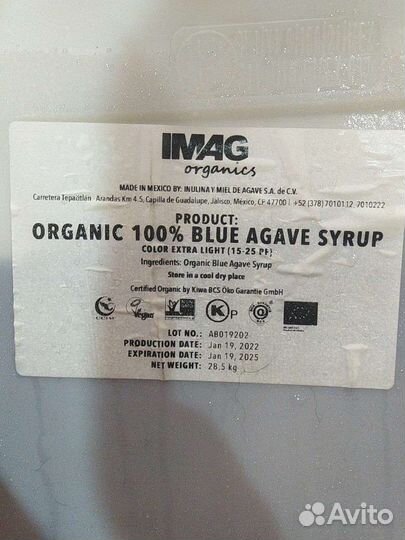 IMAG
organics
MADE IN MEXICO BY: INULINA Y MIEL DE AGAVE S.A. de C.V.
Carretera Tepatitlán - Arandas Km 4.5, Capilla de Guadalupe, Jalisco, México, CP 47700 | +52 (378) 7010112, 7010222
PRODUCT:
ORGANIC 100% BLUE AGAVE SYRUP
COLOR EXTRA LIGHT (15-25 PF)
Ingredients: Organic Blue Agave Syrup
Store in a cool dry place
Certified Organic by Kiwa BCS Öko Garantie GmbH
Vegan
K P
LOT NO.: AB019202
PRODUCTION DATE: Jan 19, 2022
EXPIRATION DATE: Jan 19, 2025
NET WEIGHT: 28.5 kg
Avito